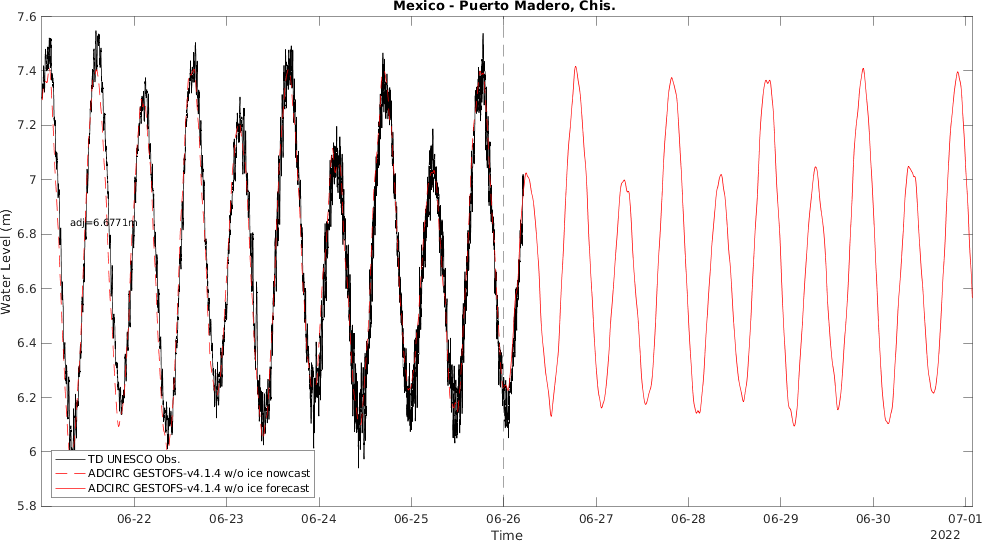 Mexico - Puerto Madero, Chis.
7.6
7.4
7.2
7
6.8
6.6
6.4
6.2
6
5.8
Water Level (m)
adj=6.6771m
TD UNESCO Obs.
ADCIRC GESTOFS-v4.1.4 w/o ice nowcast
ADCIRC GESTOFS-v4.1.4 w/o ice forecast
06-22 06-23 06-24 06-25 06-26 06-27 06-28 06-29 06-30 07-01
Time
2022